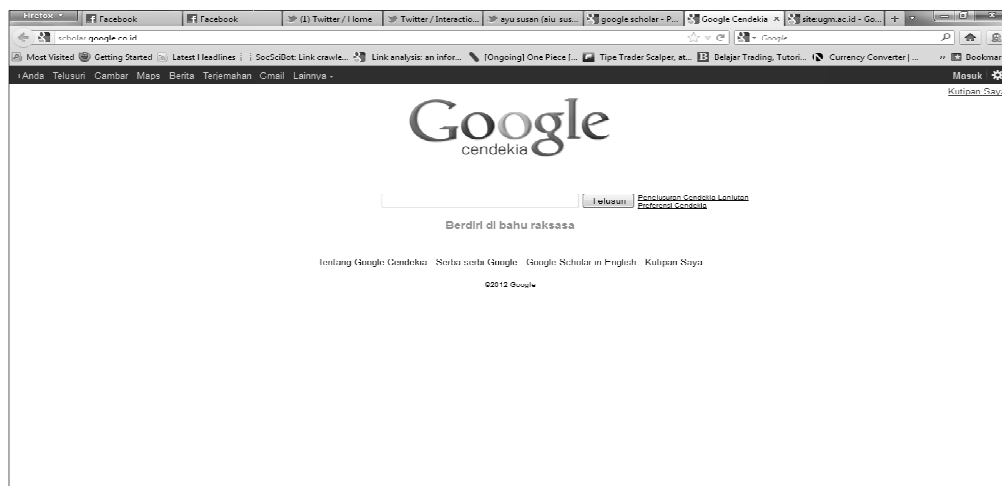 Firefox
Facebook Facebook (1) Twitter / Home Twitter / Interactio... ayu susan (aiu_sus... google scholar - P... Google Cendekia × site:ugm.ac.id - Go... +
scholar.google.co.id Google
Most Visited Getting Started Latest Headlines SocSciBot: Link crawle... Link analysis: an infor... [Ongoing] One Piece [... Tipe Trader Scalper, at... Belajar Trading, Tutori... Currency Converter | ... » Bookmar
+Anda Telusuri Gambar Maps Berita Terjemahan Gmail Lainnya Masuk
Kutipan Saya
Google
cendekia
Telusuri Penelusuran Cendekia Lanjutan
Preferensi Cendekia
Berdiri di bahu raksasa
Tentang Google Cendekia Serba serbi Google Google Scholar in English Kutipan Saya
©2012 Google